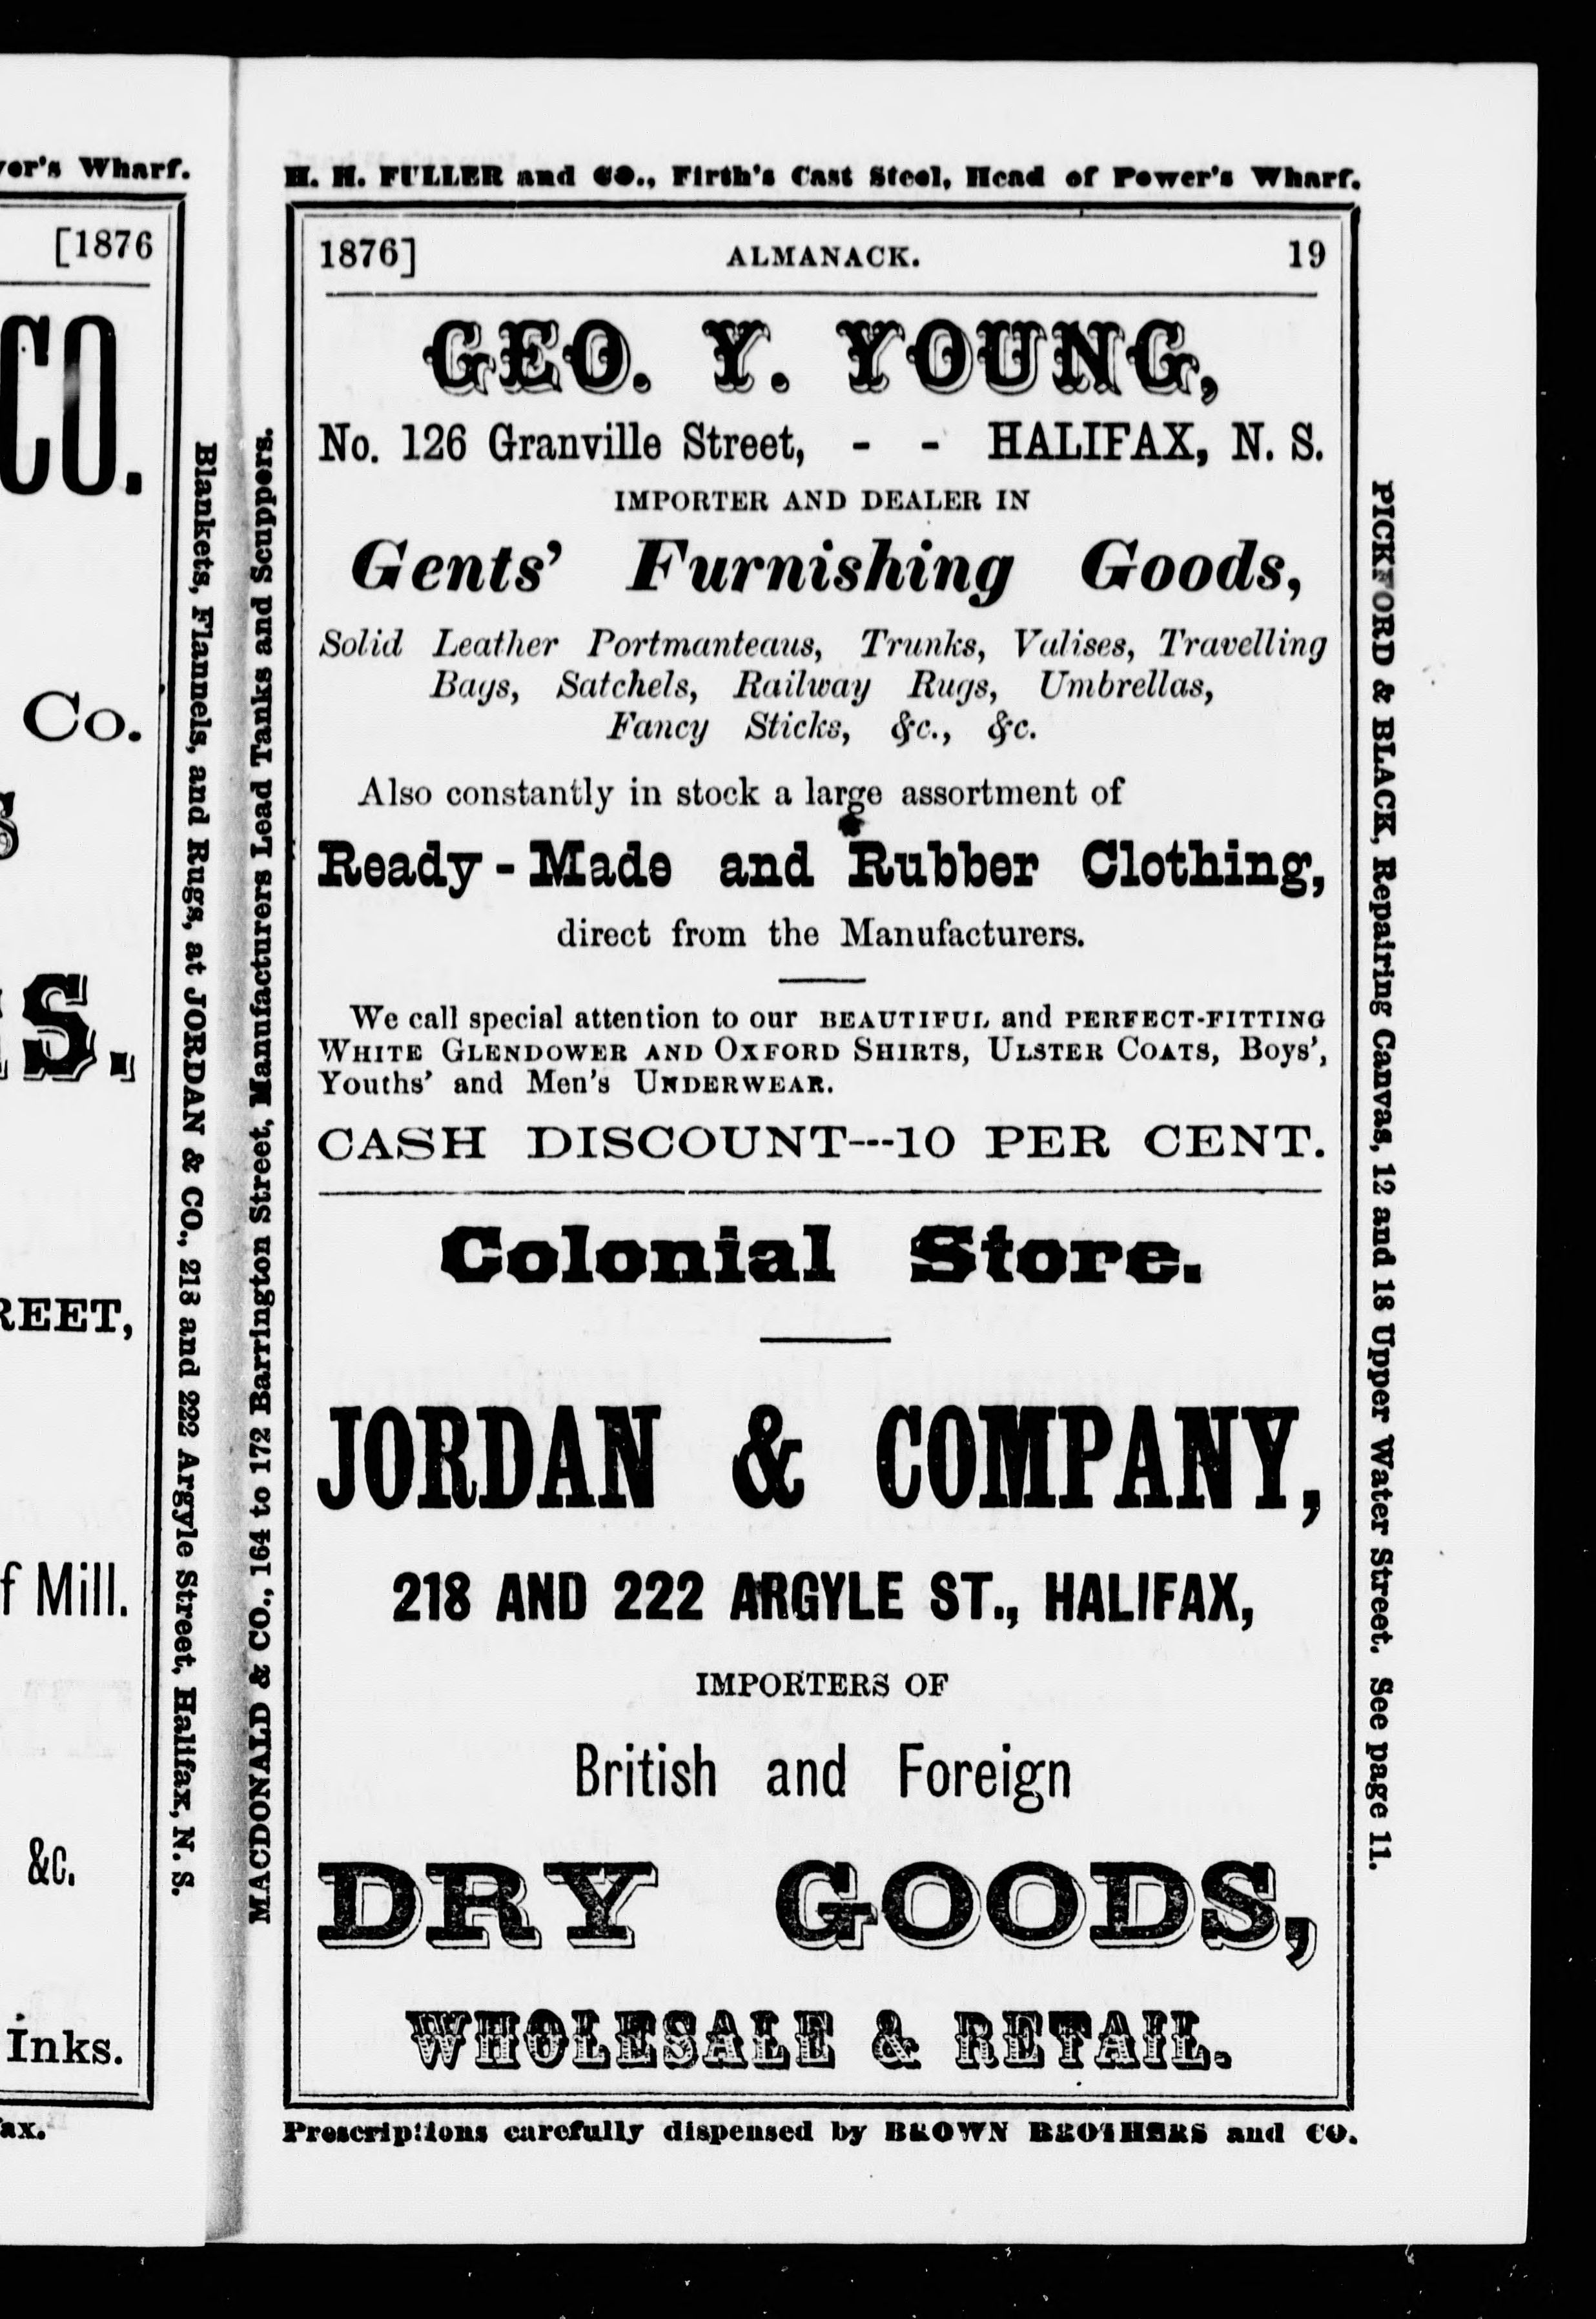 er's Wharf.
[1876
CO.
Co.
S.
REET,
f Mill.
&c.
Inks.
ax.
Blankets, Flannels, and Rugs, at JORDAN & CO., 218 and 222 Argyle Street, Halifax, N. S.
MACDONALD & CO., 164 to 172 Barrington Street, Manufacturers Lead Tanks and Scuppers.
H. H. FULLER and CO., Firth's Cast Steel, Head of Power's Wharf.
1876] ALMANACK. 19
GEO. Y. YOUNG,
No. 126 Granville Street, - - HALIFAX, N. S.
IMPORTER AND DEALER IN
Gents' Furnishing Goods,
Solid Leather Portmanteaus, Trunks, Valises, Travelling
Bags, Satchels, Railway Rugs, Umbrellas,
Fancy Sticks, &c., &c.
Also constantly in stock a large assortment of
Ready-Made and Rubber Clothing,
direct from the Manufacturers.
We call special attention to our BEAUTIFUL and PERFECT-FITTING
WHITE GLENDOWER AND OXFORD SHIRTS, ULSTER COATS, Boys',
Youths' and Men's UNDERWEAR.
CASH DISCOUNT---10 PER CENT.
Colonial Store.
JORDAN & COMPANY,
218 AND 222 ARGYLE ST., HALIFAX,
IMPORTERS OF
British and Foreign
DRY GOODS,
WHOLESALE & RETAIL.
Prescriptions carefully dispensed by BROWN BROTHERS and CO.
PICKFORD & BLACK, Repairing Canvas, 12 and 18 Upper Water Street. See page 11.